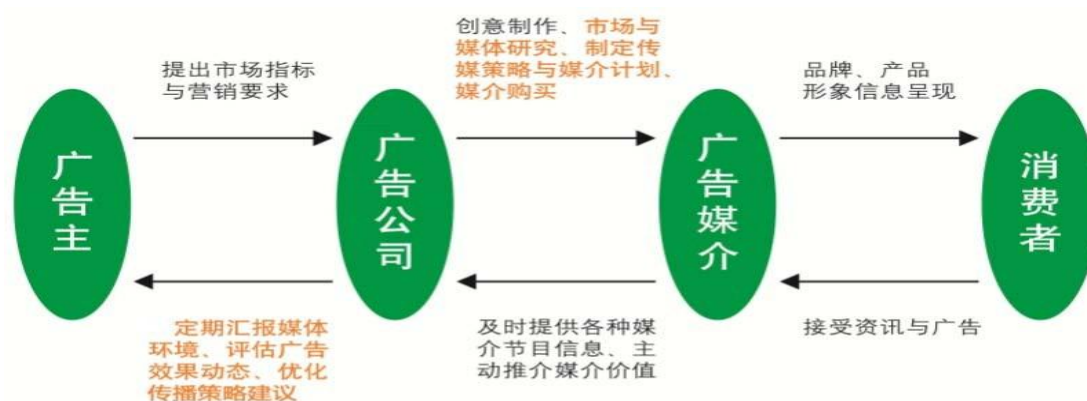 提出市场指标
与营销要求
创意制作、市场与
媒体研究、制定传
媒策略与媒介计划、
媒介购买
品牌、产品
形象信息呈现
广告主
广告公司
广告媒介
消费者
定期汇报媒体
环境、评估广告
效果动态、优化
传播策略建议
及时提供各种媒
介节目信息、主
动推介媒介价值
接受资讯与广告